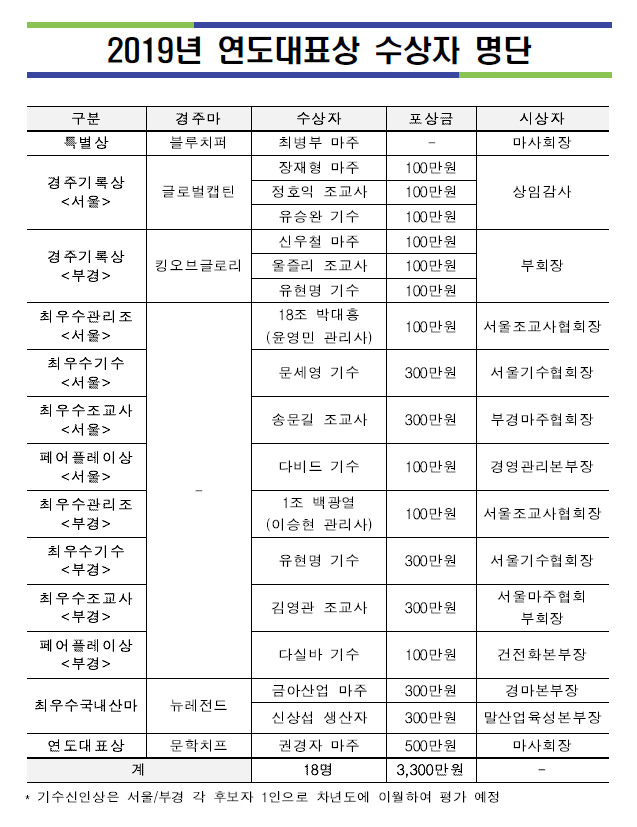 2019년 연도대표상 수상자 명단
구분 경주마 수상자 포상금 시상자
특별상 블루치퍼 최병부 마주 - 마사회장
경주기록상 <서울> 글로벌캡틴 장재형 마주 100만원 상임감사
정호익 조교사 100만원
유승완 기수 100만원
경주기록상 <부경> 킹오브글로리 신우철 마주 100만원 부회장
울즐리 조교사 100만원
유현명 기수 100만원
최우수관리조 <서울> - 18조 박대흥 (윤영민 관리사) 100만원 서울조교사협회장
최우수기수 <서울> 문세영 기수 300만원 서울기수협회장
최우수조교사 <서울> 송문길 조교사 300만원 부경마주협회장
페어플레이상 <서울> 다비드 기수 100만원 경영관리본부장
최우수관리조 <부경> 1조 백광열 (이승현 관리사) 100만원 서울조교사협회장
최우수기수 <부경> 유현명 기수 300만원 서울기수협회장
최우수조교사 <부경> 김영관 조교사 300만원 서울마주협회 부회장
페어플레이상 <부경> 다실바 기수 100만원 건전화본부장
최우수국내산마 뉴레전드 금아산업 마주 300만원 경마본부장
신상섭 생산자 300만원 말산업육성본부장
연도대표상 문학치프 권경자 마주 500만원 마사회장
계 18명 3,300만원 -
* 기수신인상은 서울/부경 각 후보자 1인으로 차년도에 이월하여 평가 예정